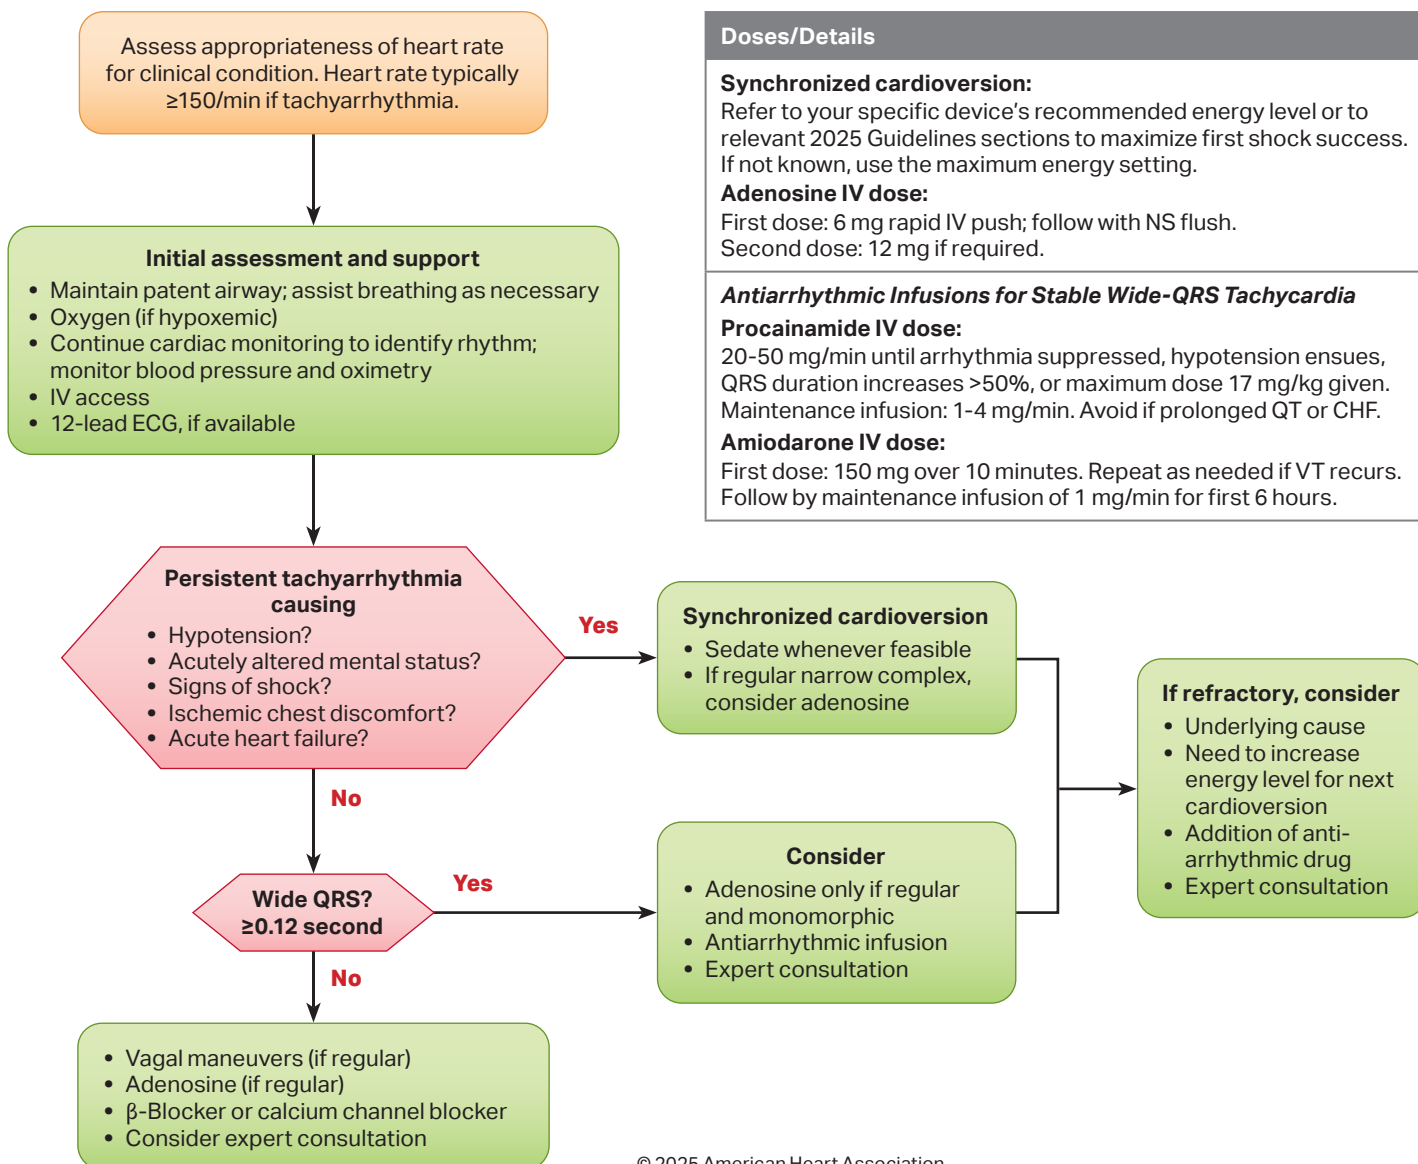 Assess appropriateness of heart rate
for clinical condition. Heart rate typically
≥150/min if tachyarrhythmia.
Initial assessment and support
• Maintain patent airway; assist breathing as necessary
• Oxygen (if hypoxemic)
• Continue cardiac monitoring to identify rhythm;
monitor blood pressure and oximetry
• IV access
• 12-lead ECG, if available
Persistent tachyarrhythmia
causing
• Hypotension?
• Acutely altered mental status?
• Signs of shock?
• Ischemic chest discomfort?
• Acute heart failure?
Yes
Synchronized cardioversion
• Sedate whenever feasible
• If regular narrow complex,
consider adenosine
No
Wide QRS?
≥0.12 second
Yes
Consider
• Adenosine only if regular
and monomorphic
• Antiarrhythmic infusion
• Expert consultation
If refractory, consider
• Underlying cause
• Need to increase
energy level for next
cardioversion
• Addition of anti-
arrhythmic drug
• Expert consultation
No
• Vagal maneuvers (if regular)
• Adenosine (if regular)
• β-Blocker or calcium channel blocker
• Consider expert consultation
Doses/Details
Synchronized cardioversion:
Refer to your specific device's recommended energy level or to
relevant 2025 Guidelines sections to maximize first shock success.
If not known, use the maximum energy setting.
Adenosine IV dose:
First dose: 6 mg rapid IV push; follow with NS flush.
Second dose: 12 mg if required.
Antiarrhythmic Infusions for Stable Wide-QRS Tachycardia
Procainamide IV dose:
20-50 mg/min until arrhythmia suppressed, hypotension ensues,
QRS duration increases >50%, or maximum dose 17 mg/kg given.
Maintenance infusion: 1-4 mg/min. Avoid if prolonged QT or CHF.
Amiodarone IV dose:
First dose: 150 mg over 10 minutes. Repeat as needed if VT recurs.
Follow by maintenance infusion of 1 mg/min for first 6 hours.
© 2025 American Heart Association